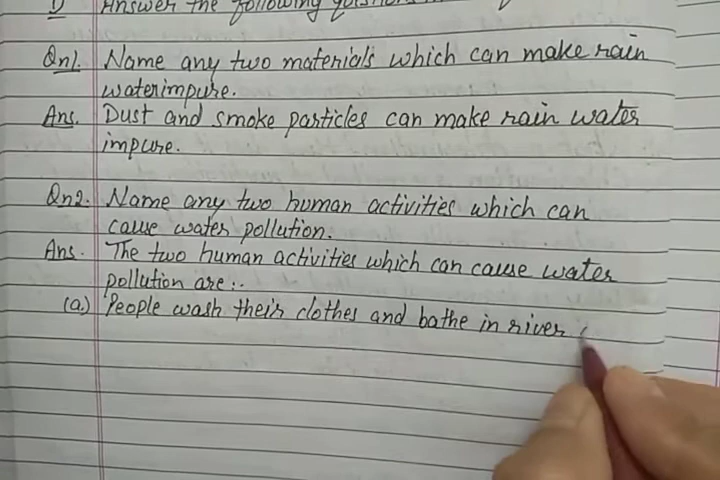 D Answer the following questions
Qn1. Name any two materials which can make rain
water impure.
Ans. Dust and smoke particles can make rain water
impure.
Qn2. Name any two human activities which can
cause water pollution.
Ans. The two human activities which can cause water
pollution are:-
(a.) People wash their clothes and bathe in river